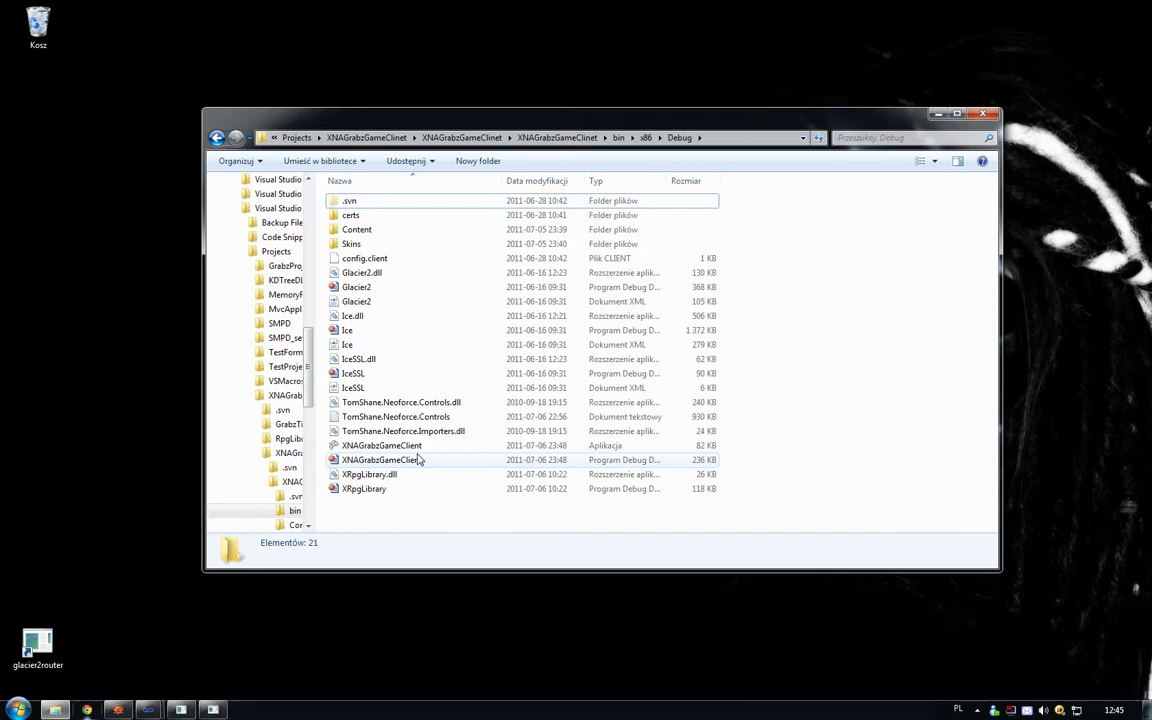 Kosz
« Projects ▸ XNAGrabzGameClinet ▸ XNAGrabzGameClinet ▸ XNAGrabzGameClinet ▸ bin ▸ x86 ▸ Debug ▸
Przeszukaj: Debug
Organizuj Umieść w bibliotece Udostępnij Nowy folder
Nazwa Data modyfikacji Typ Rozmiar
Visual Studio
Visual Studio
Visual Studio
Backup File
Code Snipp
Projects
GrabzProj
KDTreeDL
MemoryF
MvcAppl
SMPD
SMPD_se
TestForm
TestProje
VSMacros
XNAGrab
.svn
GrabzTi
RpgLib
XNAGra
.svn
XNAG
.svn
bin
Cor
.svn 2011-06-28 10:42 Folder plików
certs 2011-06-28 10:41 Folder plików
Content 2011-07-05 23:39 Folder plików
Skins 2011-07-05 23:40 Folder plików
config.client 2011-06-28 10:42 Plik CLIENT 1 KB
Glacier2.dll 2011-06-16 12:23 Rozszerzenie aplik... 130 KB
Glacier2 2011-06-16 09:31 Program Debug D... 368 KB
Glacier2 2011-06-16 09:31 Dokument XML 105 KB
Ice.dll 2011-06-16 12:21 Rozszerzenie aplik... 506 KB
Ice 2011-06-16 09:31 Program Debug D... 1 372 KB
Ice 2011-06-16 09:31 Dokument XML 279 KB
IceSSL.dll 2011-06-16 12:23 Rozszerzenie aplik... 62 KB
IceSSL 2011-06-16 09:31 Program Debug D... 90 KB
IceSSL 2011-06-16 09:31 Dokument XML 6 KB
TomShane.Neoforce.Controls.dll 2010-09-18 19:15 Rozszerzenie aplik... 240 KB
TomShane.Neoforce.Controls 2011-07-06 22:56 Dokument tekstowy 930 KB
TomShane.Neoforce.Importers.dll 2010-09-18 19:15 Rozszerzenie aplik... 24 KB
XNAGrabzGameClient 2011-07-06 23:48 Aplikacja 82 KB
XNAGrabzGameClien 2011-07-06 23:48 Program Debug D... 236 KB
XRpgLibrary.dll 2011-07-06 10:22 Rozszerzenie aplik... 26 KB
XRpgLibrary 2011-07-06 10:22 Program Debug D... 118 KB
Elementów: 21
glacier2router
PL 12:45